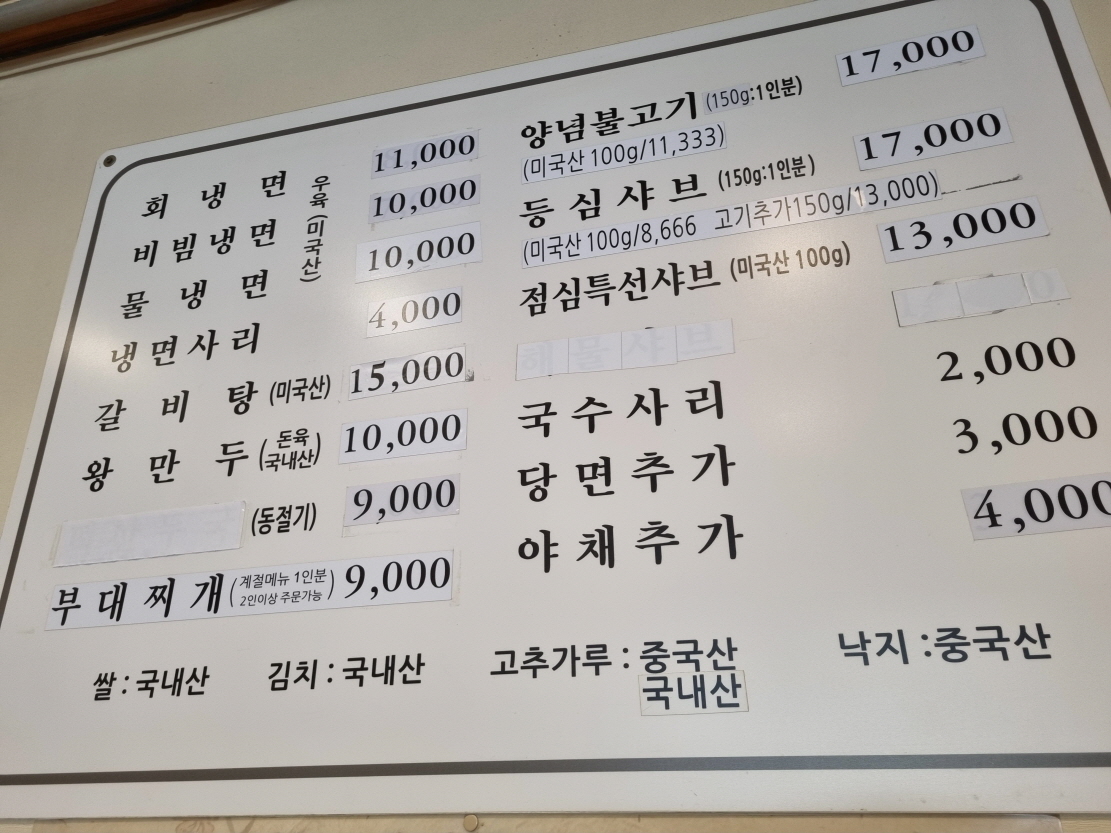 회 냉 면 11,000
비빔냉면 10,000
물 냉 면 10,000
우육(미국산)
냉면사리 4,000
갈 비 탕 (미국산) 15,000
왕 만 두 (돈육 국내산) 10,000
(동절기) 9,000
부대찌개 (계절메뉴 1인분 2인이상 주문가능) 9,000
양념불고기 (150g:1인분) 17,000
(미국산 100g/11,333)
등심샤브 (150g:1인분) 17,000
(미국산 100g/8,666 고기추가150g/13,000)
점심특선샤브 (미국산 100g) 13,000
해물샤브
국수사리 2,000
당면추가 3,000
야채추가 4,000
쌀 : 국내산 김치 : 국내산 고추가루 : 중국산 낙지 :중국산
국내산